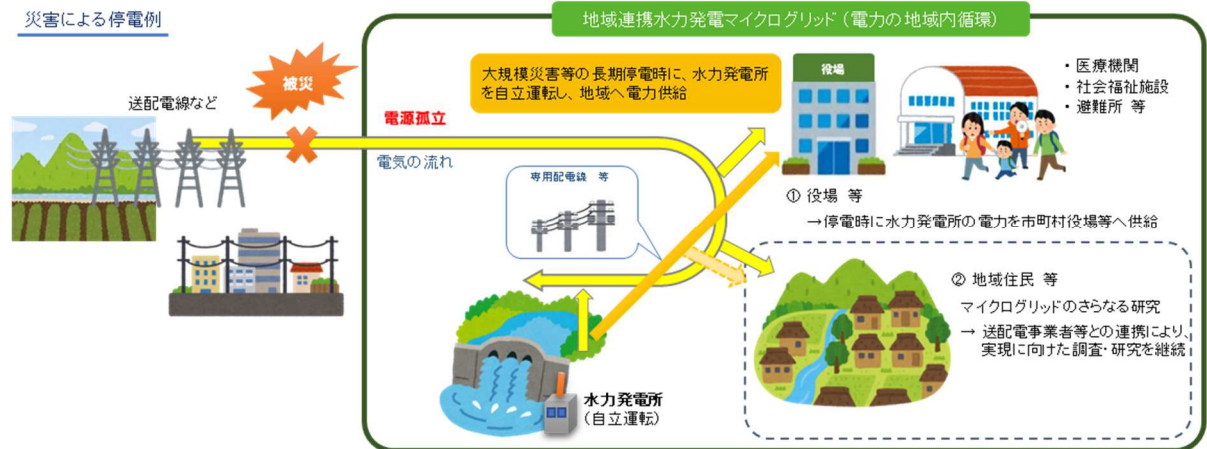 災害による停電例
地域連携水力発電マイクログリッド（電力の地域内循環）
被災
送配電線など
大規模災害等の長期停電時に、水力発電所
を自立運転し、地域へ電力供給
役場
・医療機関
・社会福祉施設
・避難所 等
電源孤立
電気の流れ
専用配電線 等
① 役場 等
→停電時に水力発電所の電力を市町村役場等へ供給
② 地域住民 等
マイクログリッドのさらなる研究
→ 送配電事業者等との連携により、
実現に向けた調査・研究を継続
水力発電所
（自立運転）